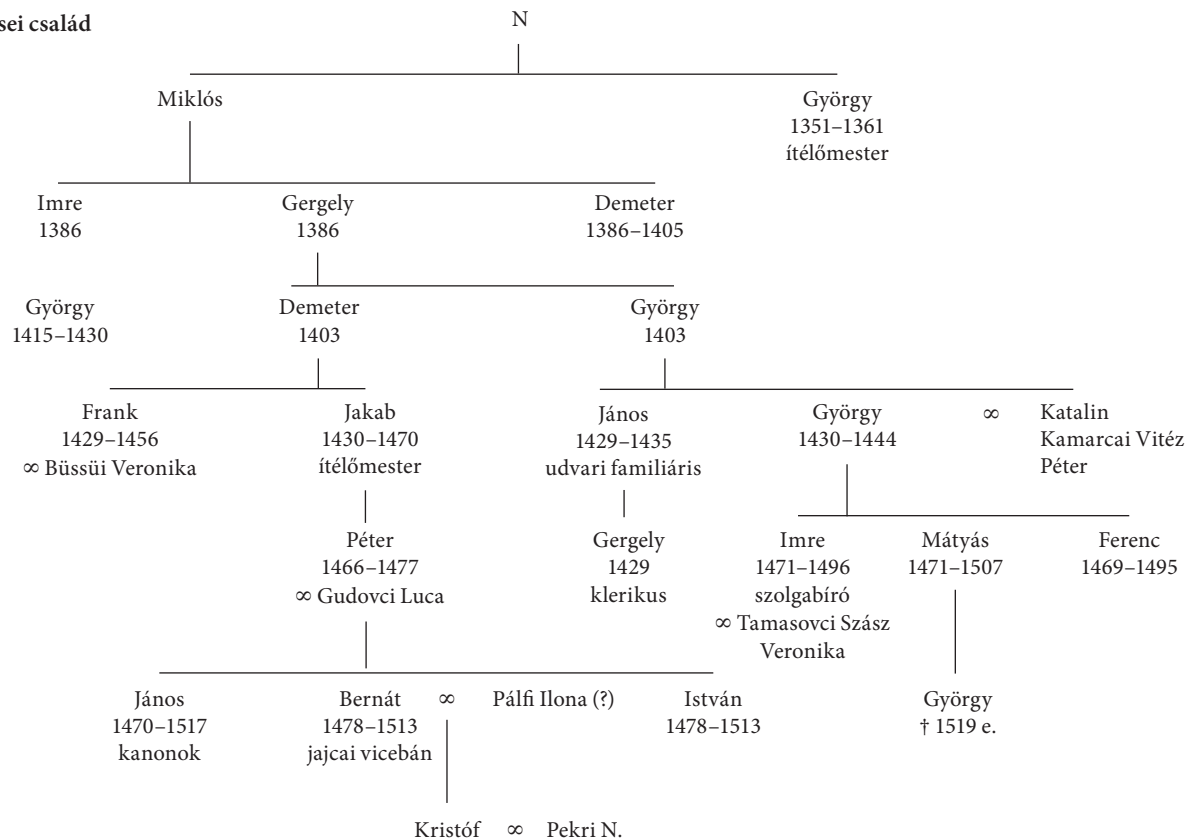 sei család
N
Miklós György
1351–1361
ítélőmester
Imre Gergely Demeter
1386 1386 1386–1405
György Demeter György
1415–1430 1403 1403
Frank Jakab János György ∞ Katalin
1429–1456 1430–1470 1429–1435 1430–1444 Kamarcai Vitéz
∞ Büssüi Veronika ítélőmester udvari familiáris Péter
Péter Gergely Imre Mátyás Ferenc
1466–1477 1429 1471–1496 1471–1507 1469–1495
∞ Gudovci Luca klerikus szolgabíró
∞ Tamasovci Szász
Veronika
János Bernát ∞ Pálfi Ilona (?) István György
1470–1517 1478–1513 1478–1513 † 1519 e.
kanonok jajcai vicebán
Kristóf ∞ Pekri N.